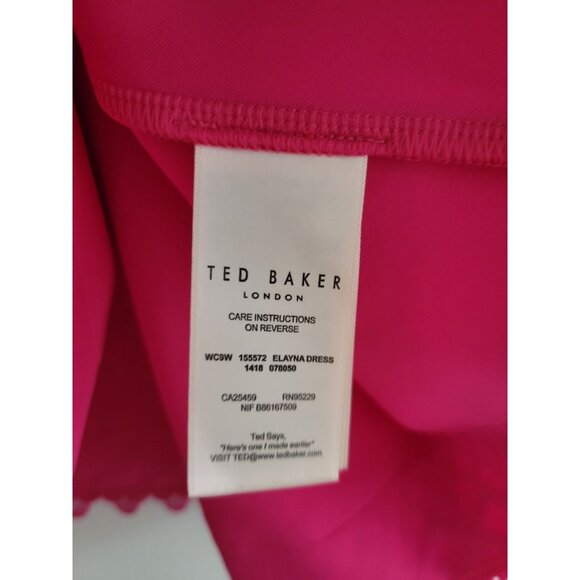 TED BAKER
LONDON
CARE INSTRUCTIONS
ON REVERSE
WC9W 155572 ELAYNA DRESS
1418 078050
CA25459 RN95229
NIF B86167509
Ted Says,
"Here's one I made earlier"
VISIT TED@www.tedbaker.com